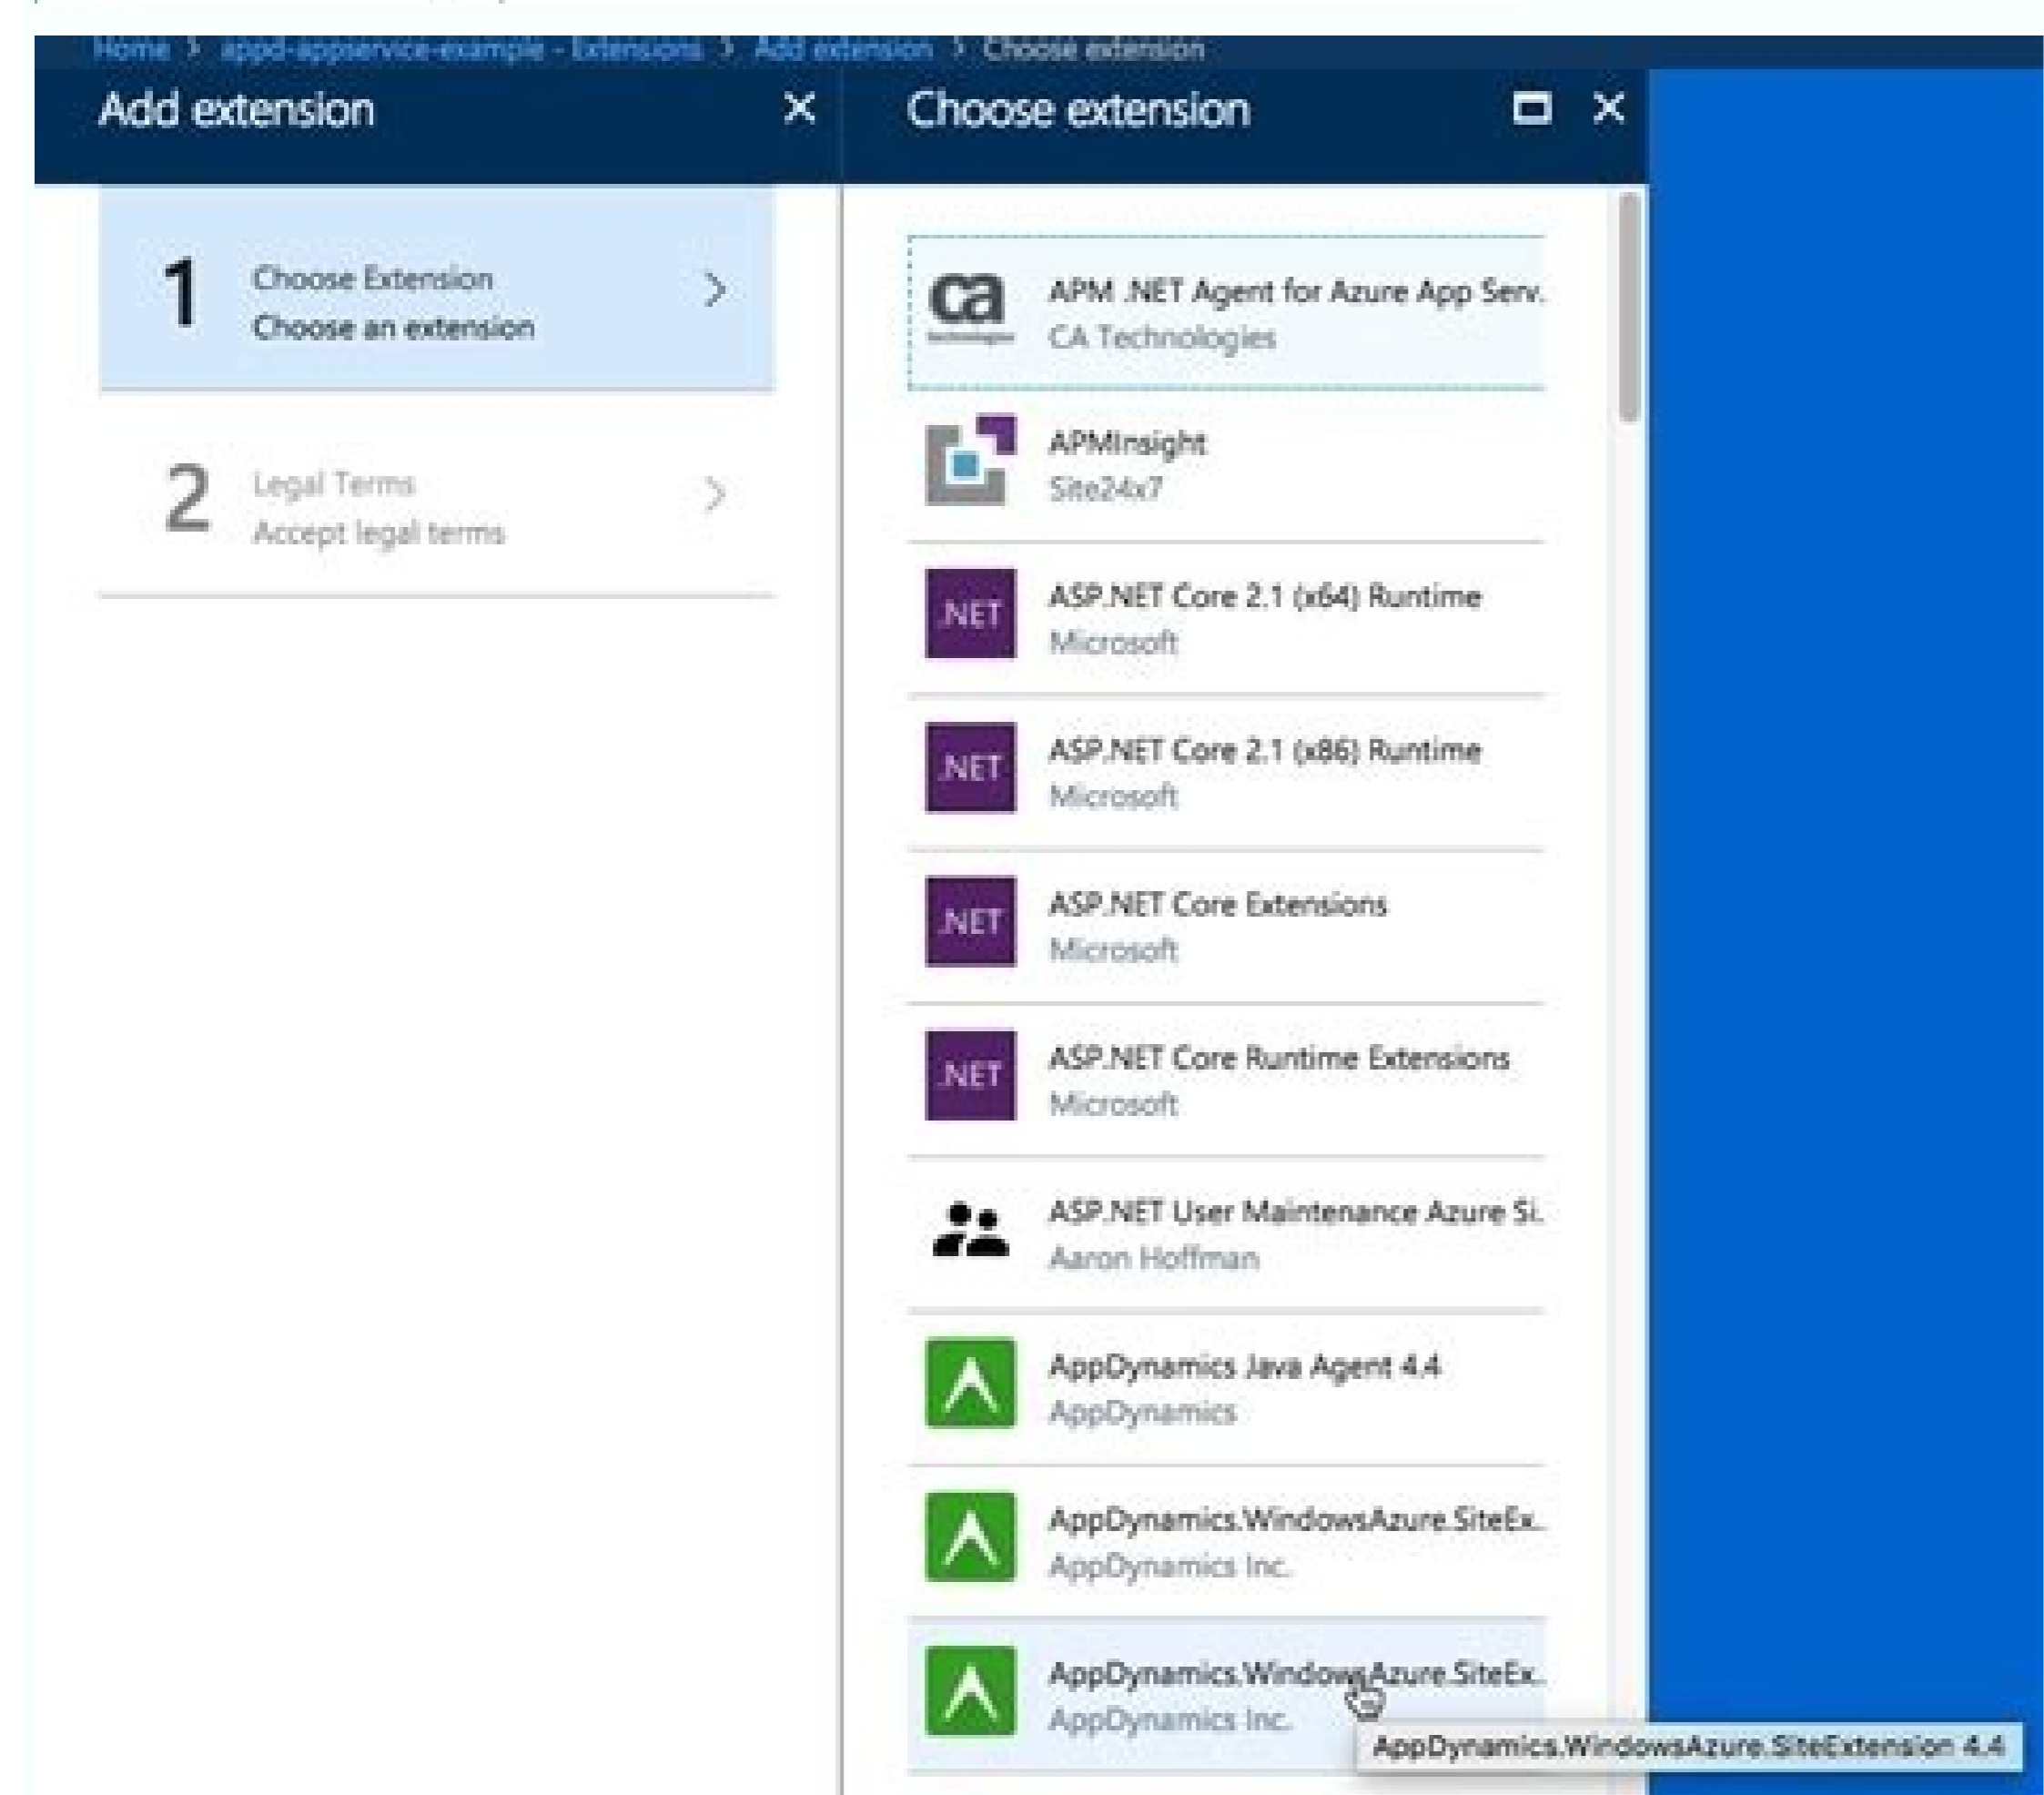 Home > appd-appservice-example - Extensions > Add extension > Choose extension
Add extension
1
Choose Extension
Choose an extension
2
Legal Terms
Accept legal terms
Choose extension
ca
technologies
APM .NET Agent for Azure App Serv.
CA Technologies
APMInsight
Site24x7
.NET
ASP.NET Core 2.1 (x64) Runtime
Microsoft
.NET
ASP.NET Core 2.1 (x86) Runtime
Microsoft
.NET
ASP.NET Core Extensions
Microsoft
.NET
ASP.NET Core Runtime Extensions
Microsoft
ASP.NET User Maintenance Azure Si.
Aaron Hoffman
AppDynamics Java Agent 4.4
AppDynamics
AppDynamics.WindowsAzure.SiteEx..
AppDynamics Inc.
AppDynamics.WindowsAzure.SiteEx..
AppDynamics Inc.
AppDynamics.WindowsAzure.SiteExtension 4.4